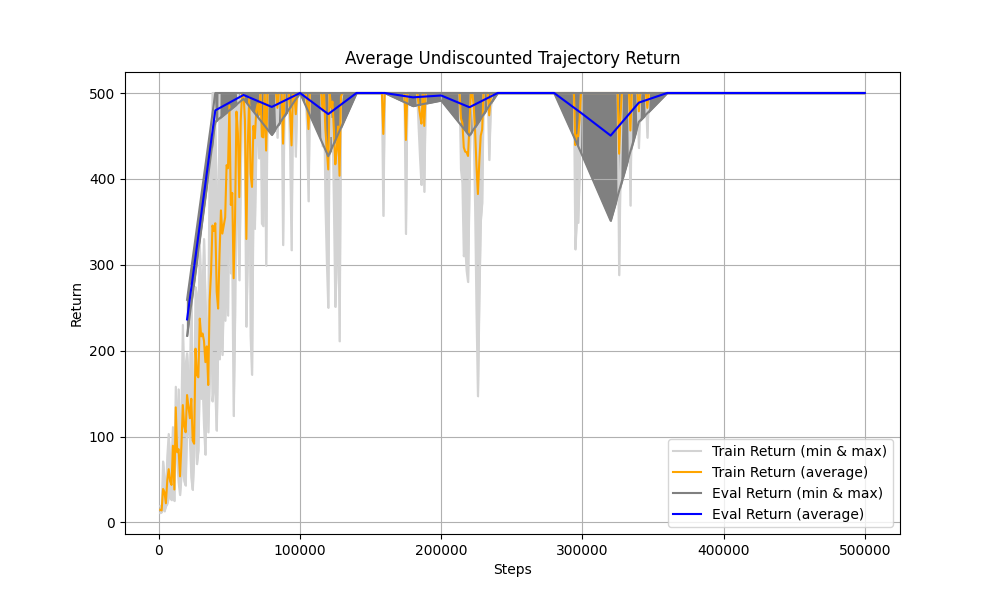 Average Undiscounted Trajectory Return
Return
500
400
300
200
100
0
0 100000 200000 300000 400000 500000
Steps
Train Return (min & max)
Train Return (average)
Eval Return (min & max)
Eval Return (average)